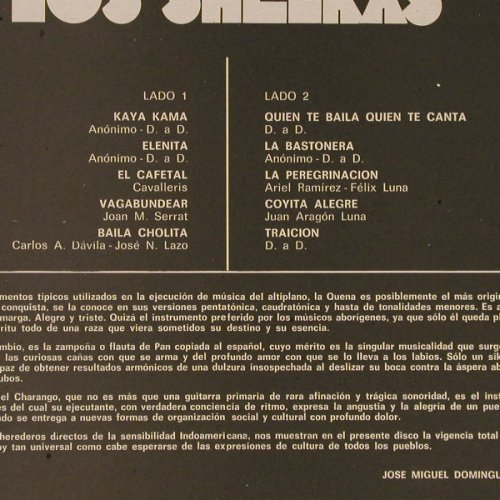 LOS
LADO 1
KAYA KAMA
Anónimo - D. a D.
ELENITA
Anónimo - D. a D.
EL CAFETAL
Cavalleris
VAGABUNDEAR
Joan M. Serrat
BAILA CHOLITA
Carlos A. Dávila - José N. Lazo
LADO 2
QUIEN TE BAILA QUIEN TE CANTA
D. a D.
LA BASTONERA
Anónimo - D. a D.
LA PEREGRINACION
Ariel Ramírez - Félix Luna
COYITA ALEGRE
Juan Aragón Luna
TRAICION
D. a D.
mentos típicos utilizados en la ejecución de música del altiplano, la Quena es posiblemente el más origin
conquista, se la conoce en sus versiones pentatónica, caudratónica y hasta de tonalidades menores. Es a
marga. Alegre y triste. Quizá el instrumento preferido por los músicos aborígenes, ya que sólo él queda pl
ritu todo de una raza que viera sometidos su destino y su esencia.
mbio, es la zampoña o flauta de Pan copiada al español, cuyo mérito es la singular musicalidad que surge
las curiosas cañas con que se arma y del profundo amor con que se lo lleva a los labios. Sólo un sik
paz de obtener resultados armónicos de una dulzura insospechada al deslizar su boca contra la áspera ab
ubos.
el Charango, que no es más que una guitarra primaria de rara afinación y trágica sonoridad, es el inst
es del cual su ejecutante, con verdadera conciencia de ritmo, expresa la angustia y la alegría de un pue
do se entrega a nuevas formas de organización social y cultural con profundo dolor.
herederos directos de la sensibilidad Indoamericana, nos muestran en el presente disco la vigencia total
y tan universal como cabe esperarse de las expresiones de cultura de todos los pueblos.
JOSE MIGUEL DOMINGU